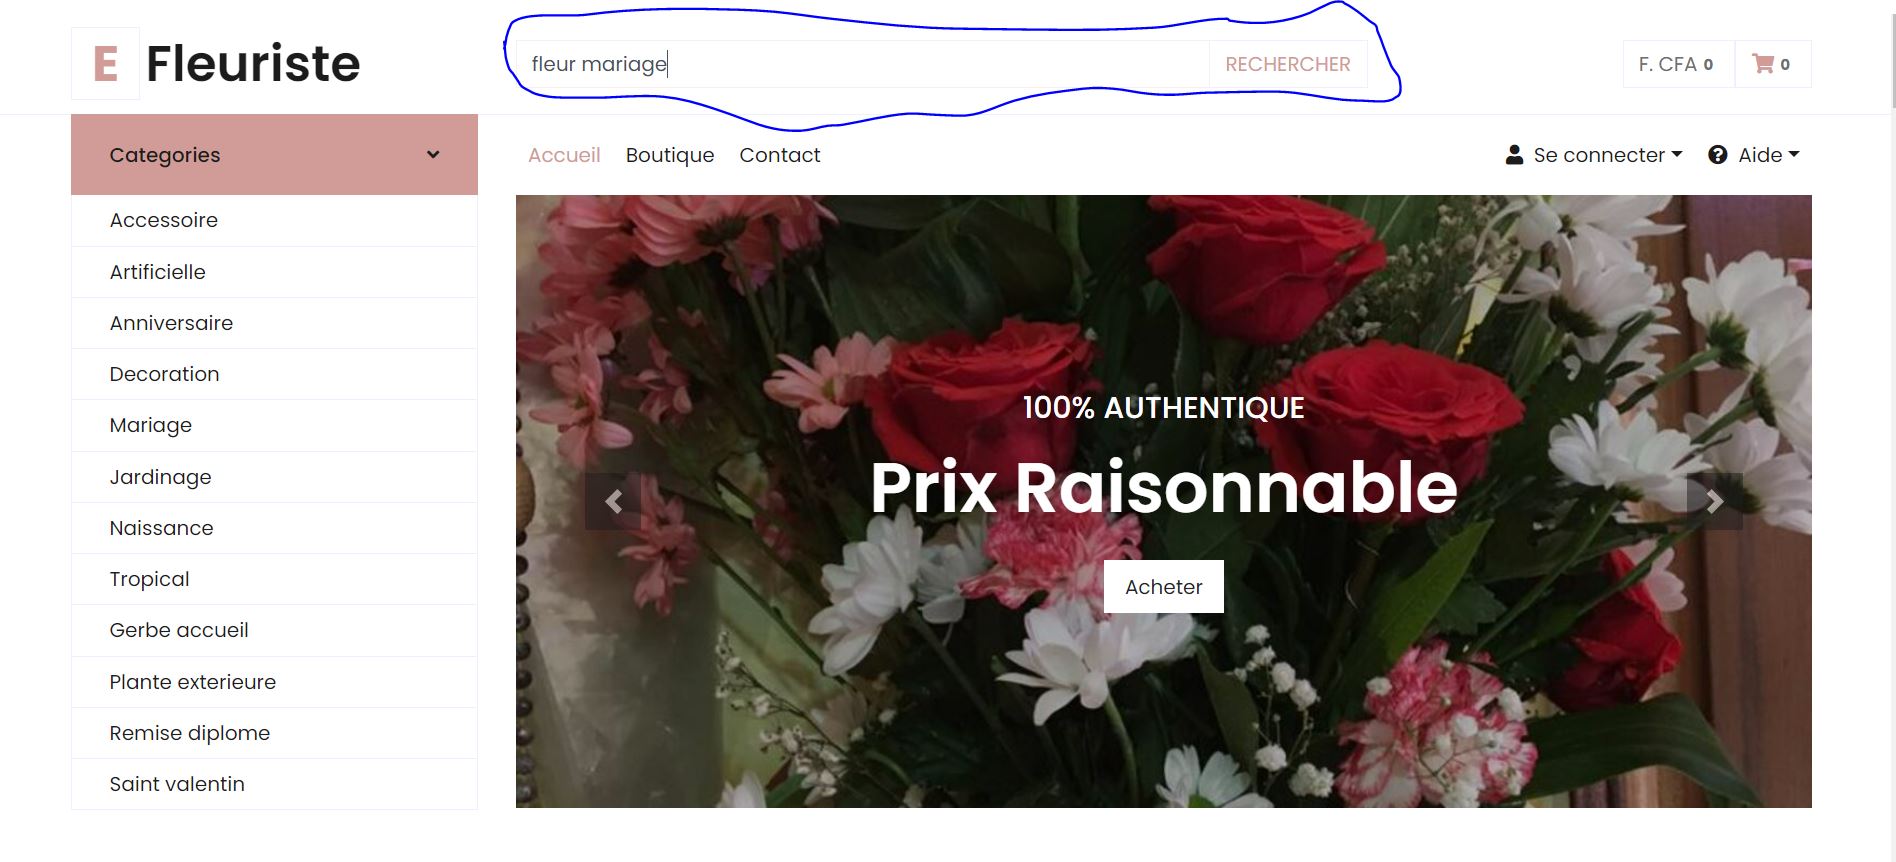 E Fleuriste
fleur mariage
RECHERCHER
F. CFA 0
0
Categories
Accueil
Boutique
Contact
Se connecter
Aide
Accessoire
Artificielle
Anniversaire
Decoration
Mariage
Jardinage
Naissance
Tropical
Gerbe accueil
Plante exterieure
Remise diplome
Saint valentin
100% AUTHENTIQUE
Prix Raisonnable
Acheter